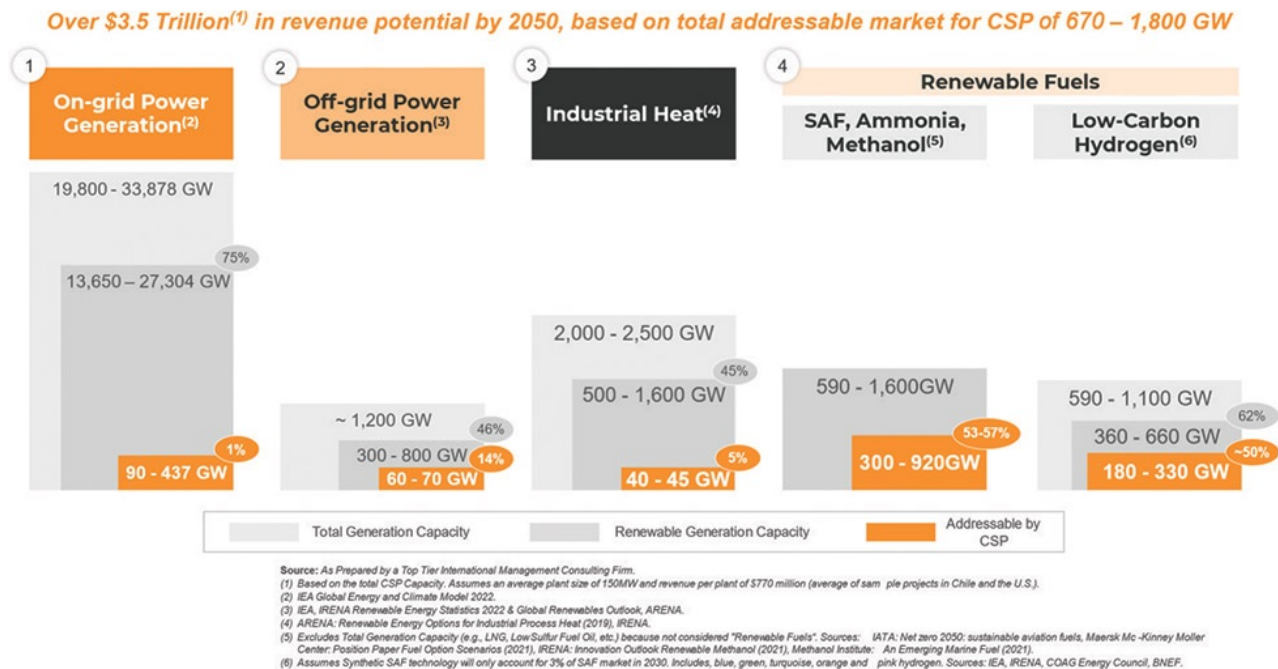 Over $3.5 Trillion(1) in revenue potential by 2050, based on total addressable market for CSP of 670 – 1,800 GW
1
On-grid Power
Generation(2)
19,800 - 33,878 GW
75%
13,650 – 27,304 GW
1%
90 - 437 GW
2
Off-grid Power
Generation(3)
~ 1,200 GW
46%
300 - 800 GW
14%
60 - 70 GW
3
Industrial Heat(4)
2,000 - 2,500 GW
45%
500 - 1,600 GW
5%
40 - 45 GW
4
Renewable Fuels
SAF, Ammonia,
Methanol(5)
590 - 1,600GW
53-57%
300 - 920GW
Low-Carbon
Hydrogen(6)
590 - 1,100 GW
62%
360 - 660 GW
~50%
180 - 330 GW
Total Generation Capacity
Renewable Generation Capacity
Addressable by
CSP
Source: As Prepared by a Top Tier International Management Consulting Firm.
(1) Based on the total CSP Capacity. Assumes an average plant size of 150MW and revenue per plant of $770 million (average of sam ple projects in Chile and the U.S.).
(2) IEA Global Energy and Climate Model 2022.
(3) IEA, IRENA Renewable Energy Statistics 2022 & Global Renewables Outlook, ARENA.
(4) ARENA: Renewable Energy Options for Industrial Process Heat (2019), IRENA.
(5) Excludes Total Generation Capacity (e.g., LNG, LowSulfur Fuel Oil, etc.) because not considered "Renewable Fuels". Sources: IATA: Net zero 2050: sustainable aviation fuels, Maersk Mc -Kinney Moller
Center: Position Paper Fuel Option Scenarios (2021), IRENA: Innovation Outlook Renewable Methanol (2021), Methanol Institute: An Emerging Marine Fuel (2021).
(6) Assumes Synthetic SAF technology will only account for 3% of SAF market in 2030. Includes, blue, green, turquoise, orange and pink hydrogen. Sources: IEA, IRENA, COAG Energy Council, BNEF.